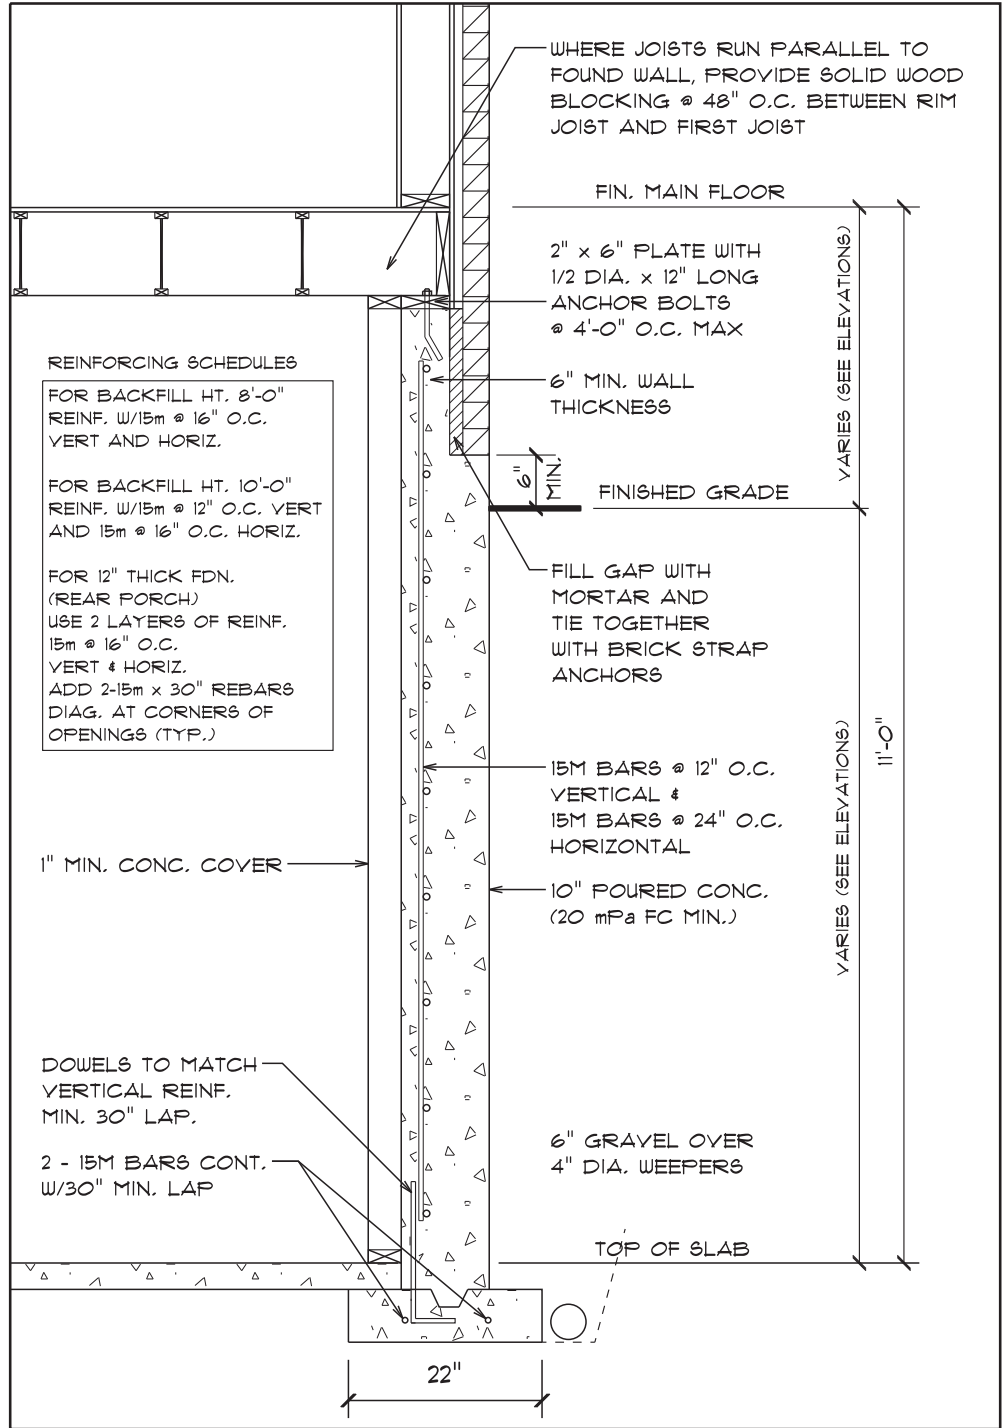 WHERE JOISTS RUN PARALLEL TO
FOUND WALL, PROVIDE SOLID WOOD
BLOCKING @ 48" O.C. BETWEEN RIM
JOIST AND FIRST JOIST
FIN. MAIN FLOOR
2" x 6" PLATE WITH
1/2 DIA. x 12" LONG
ANCHOR BOLTS
@ 4'-0" O.C. MAX
VARIES (SEE ELEVATIONS)
REINFORCING SCHEDULES
FOR BACKFILL HT. 8'-0"
REINF. W/15m @ 16" O.C.
VERT AND HORIZ.
FOR BACKFILL HT. 10'-0"
REINF. W/15m @ 12" O.C. VERT
AND 15m @ 16" O.C. HORIZ.
FOR 12" THICK FDN.
(REAR PORCH)
USE 2 LAYERS OF REINF.
15m @ 16" O.C.
VERT & HORIZ.
ADD 2-15m x 30" REBARS
DIAG. AT CORNERS OF
OPENINGS (TYP.)
6" MIN. WALL
THICKNESS
6"
MIN.
FINISHED GRADE
FILL GAP WITH
MORTAR AND
TIE TOGETHER
WITH BRICK STRAP
ANCHORS
11'-0"
15M BARS @ 12" O.C.
VERTICAL &
15M BARS @ 24" O.C.
HORIZONTAL
VARIES (SEE ELEVATIONS)
1" MIN. CONC. COVER
10" POURED CONC.
(20 mPa FC MIN.)
DOWELS TO MATCH
VERTICAL REINF.
MIN. 30" LAP.
6" GRAVEL OVER
4" DIA. WEEPERS
2 - 15M BARS CONT.
W/30" MIN. LAP
TOP OF SLAB
22"